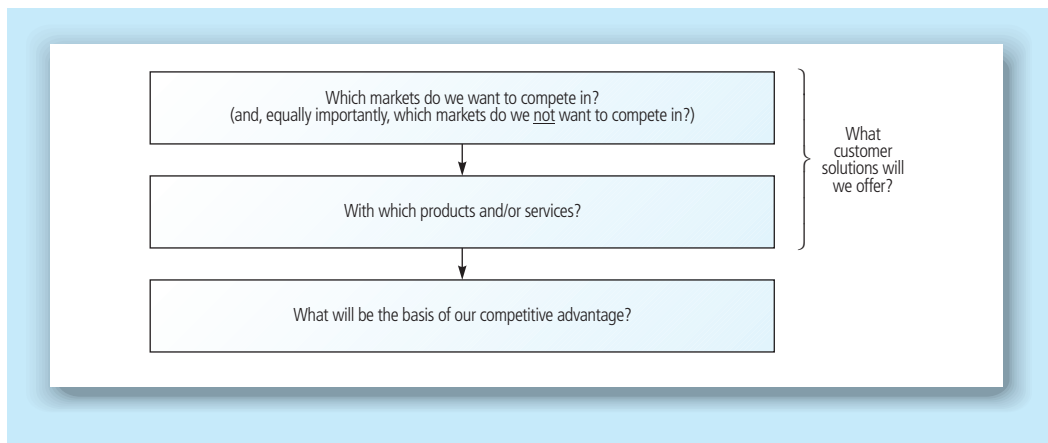 Which markets do we want to compete in?
(and, equally importantly, which markets do we not want to compete in?)
With which products and/or services?
What will be the basis of our competitive advantage?
What
customer
solutions will
we offer?